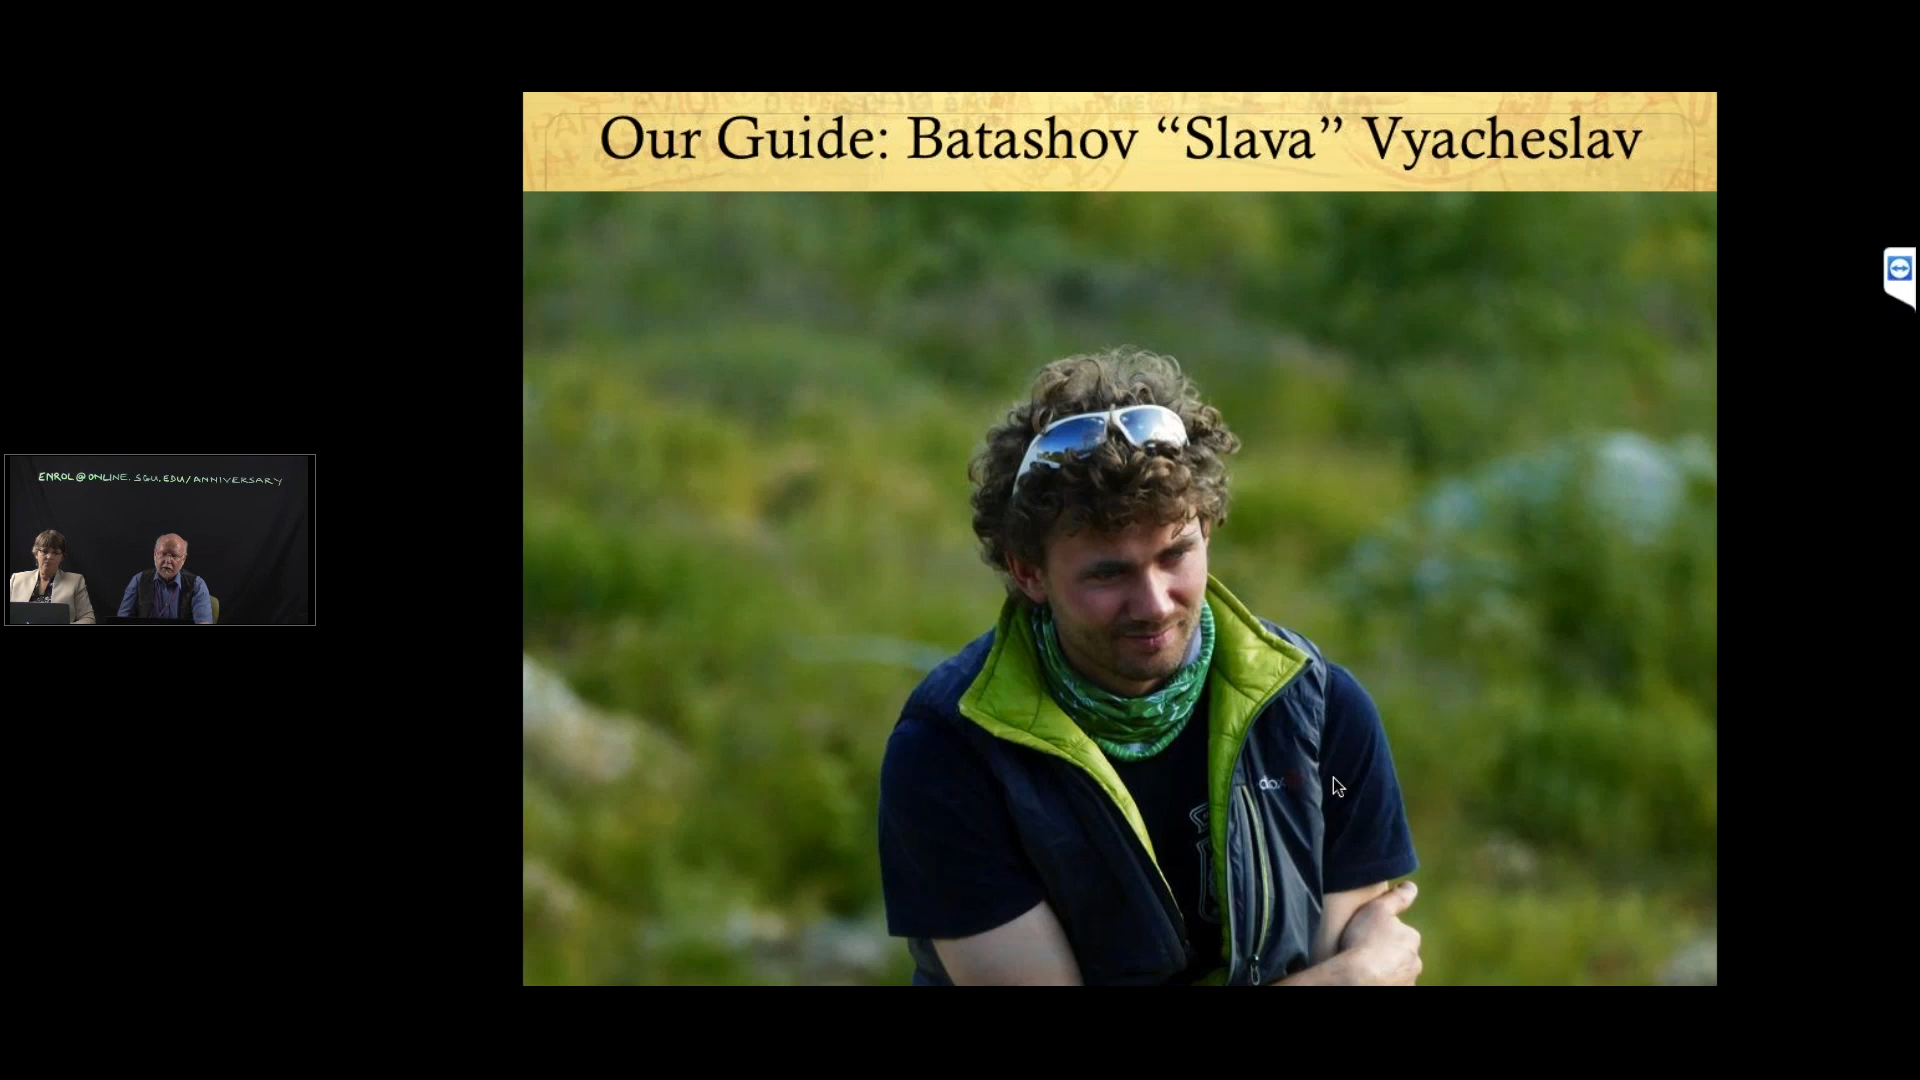 Our Guide: Batashov “Slava” Vyacheslav
ENROL@ONLINE.SGU.EDU/ANNIVERSARY